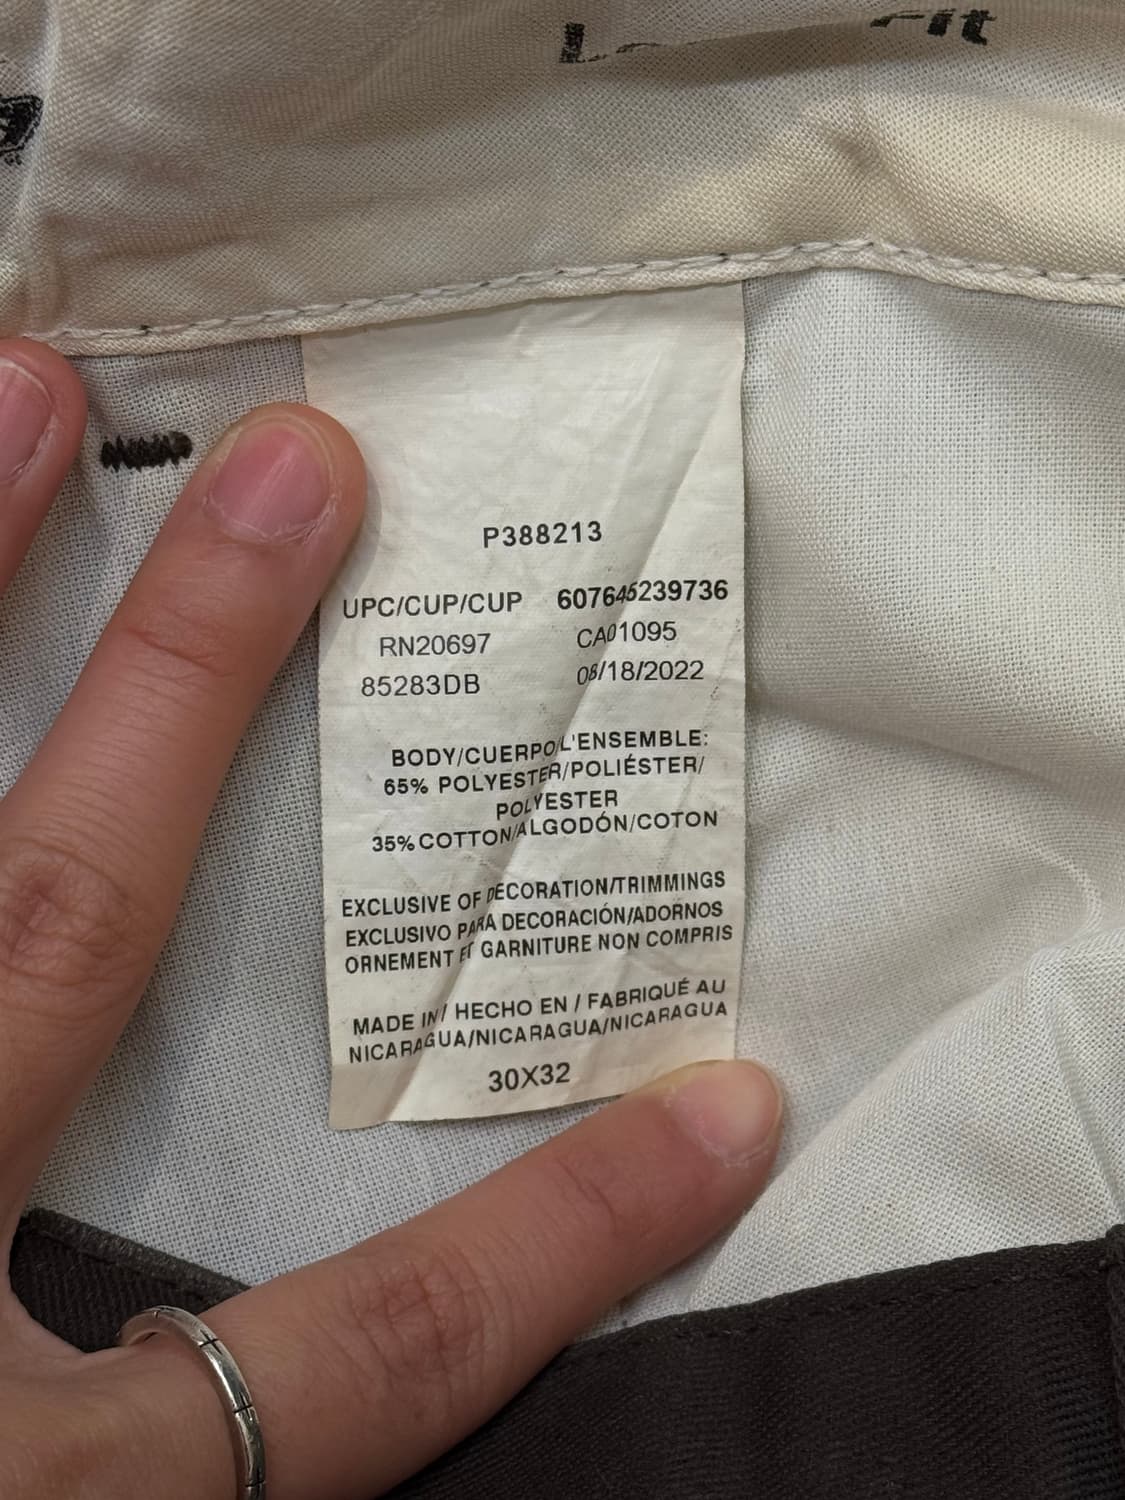 Fit
P388213
UPC/CUP/CUP 607645239736
RN20697 CA01095
85283DB 08/18/2022
BODY/CUERPO/L'ENSEMBLE:
65% POLYESTER/POLIÉSTER/
POLYESTER
35% COTTON/ALGODÓN/COTON
EXCLUSIVE OF DECORATION/TRIMMINGS
EXCLUSIVO PARA DECORACIÓN/ADORNOS
ORNEMENT ET GARNITURE NON COMPRIS
MADE IN / HECHO EN / FABRIQUÉ AU
NICARAGUA/NICARAGUA/NICARAGUA
30X32